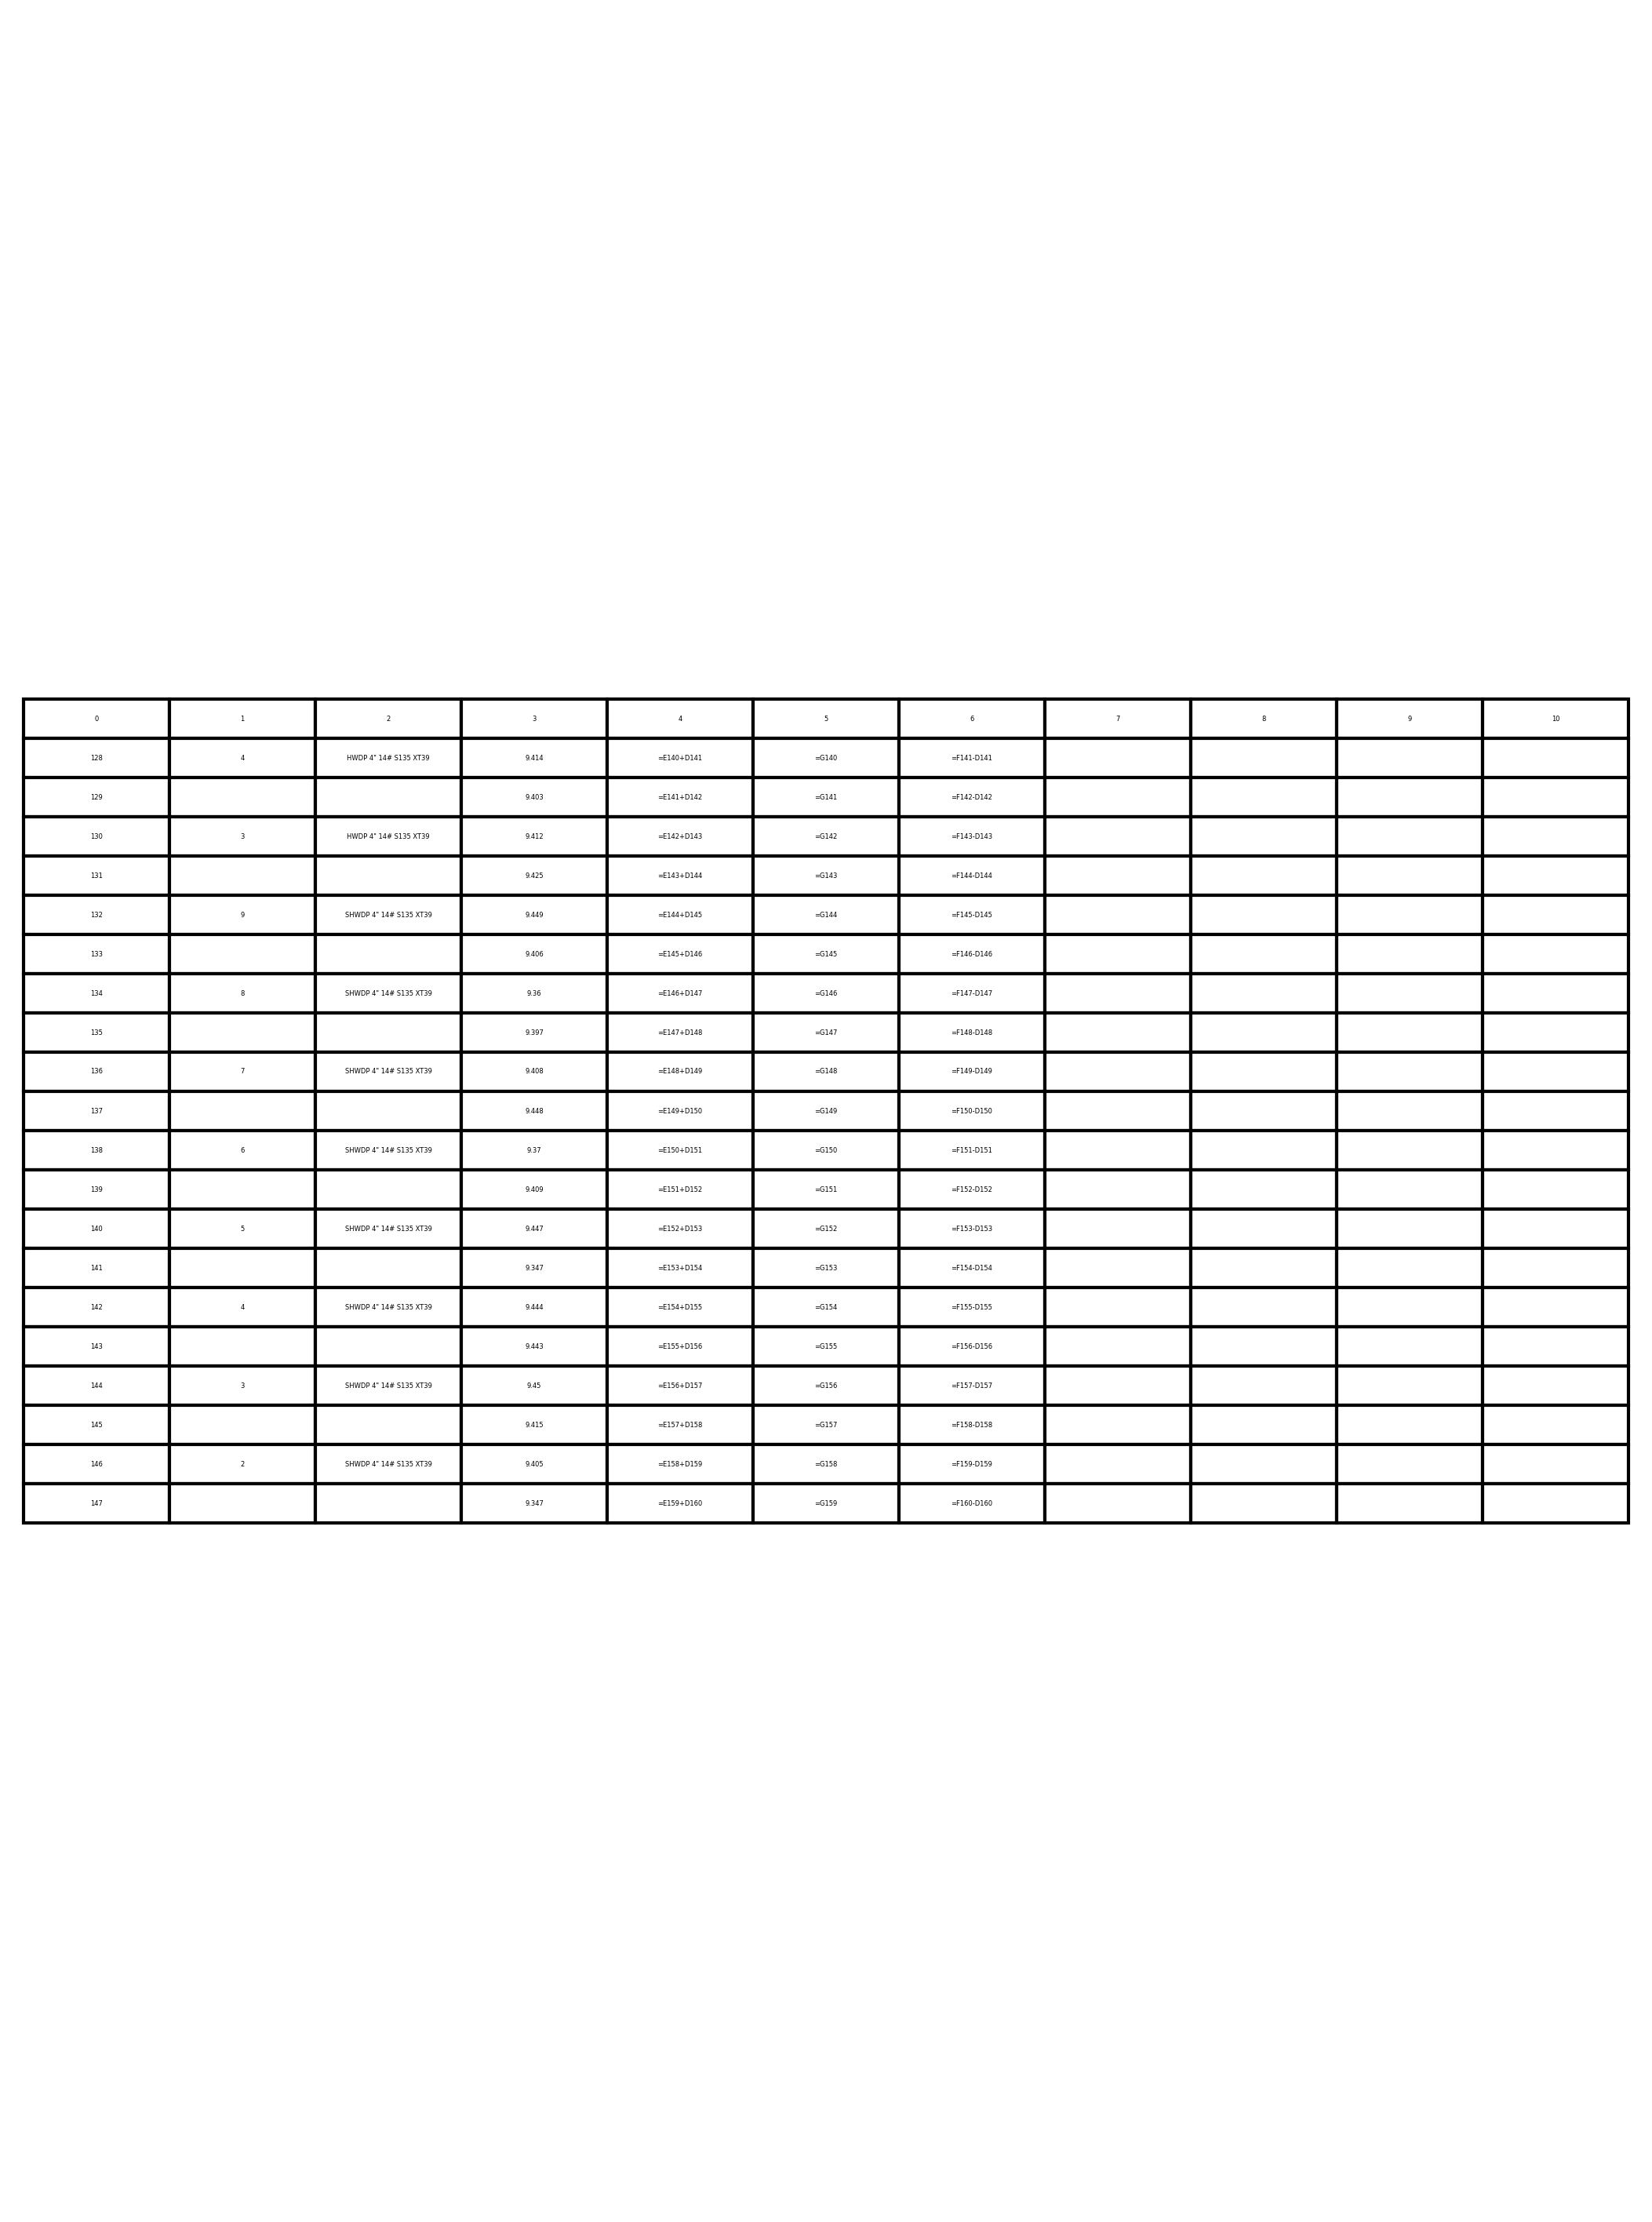 0 1 2 3 4 5 6 7 8 9 10
128 4 HWDP 4" 14# S135 XT39 9.414 =E140+D141 =G140 =F141-D141
129 9.403 =E141+D142 =G141 =F142-D142
130 3 HWDP 4" 14# S135 XT39 9.412 =E142+D143 =G142 =F143-D143
131 9.425 =E143+D144 =G143 =F144-D144
132 9 SHWDP 4" 14# S135 XT39 9.449 =E144+D145 =G144 =F145-D145
133 9.406 =E145+D146 =G145 =F146-D146
134 8 SHWDP 4" 14# S135 XT39 9.36 =E146+D147 =G146 =F147-D147
135 9.397 =E147+D148 =G147 =F148-D148
136 7 SHWDP 4" 14# S135 XT39 9.408 =E148+D149 =G148 =F149-D149
137 9.448 =E149+D150 =G149 =F150-D150
138 6 SHWDP 4" 14# S135 XT39 9.37 =E150+D151 =G150 =F151-D151
139 9.409 =E151+D152 =G151 =F152-D152
140 5 SHWDP 4" 14# S135 XT39 9.447 =E152+D153 =G152 =F153-D153
141 9.347 =E153+D154 =G153 =F154-D154
142 4 SHWDP 4" 14# S135 XT39 9.444 =E154+D155 =G154 =F155-D155
143 9.443 =E155+D156 =G155 =F156-D156
144 3 SHWDP 4" 14# S135 XT39 9.45 =E156+D157 =G156 =F157-D157
145 9.415 =E157+D158 =G157 =F158-D158
146 2 SHWDP 4" 14# S135 XT39 9.405 =E158+D159 =G158 =F159-D159
147 9.347 =E159+D160 =G159 =F160-D160